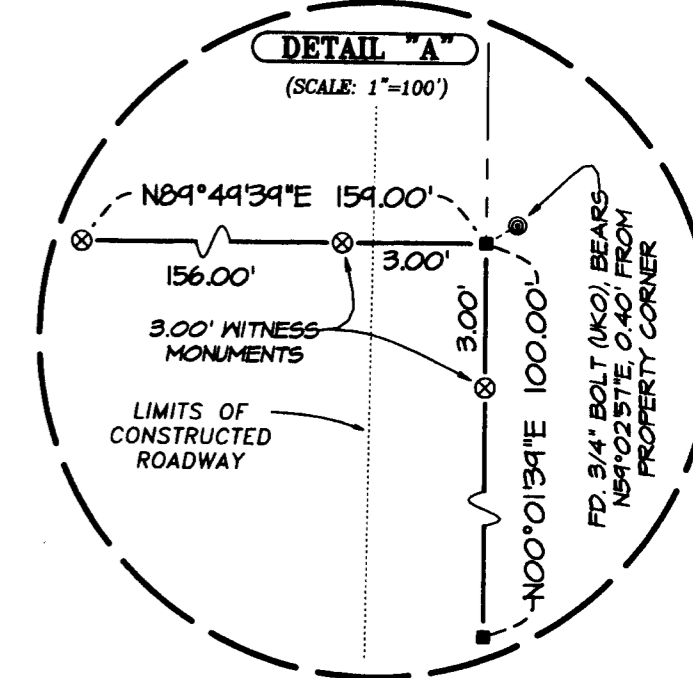 DETAIL "A"
(SCALE: 1"=100')
N89°49'39"E 159.00'
156.00'
3.00'
3.00' WITNESS
MONUMENTS
LIMITS OF
CONSTRUCTED
ROADWAY
3.00'
N00°01'39"E 100.00'
FD. 3/4" BOLT (UKO), BEARS
N59°02'57"E, 0.40' FROM
PROPERTY CORNER